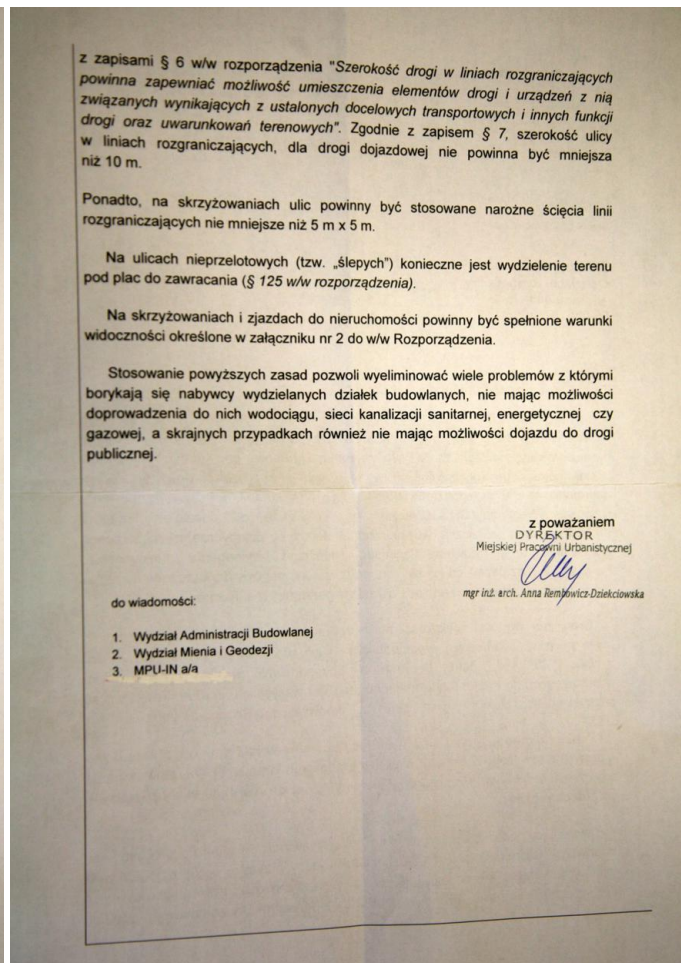 z zapisami § 6 w/w rozporządzenia "Szerokość drogi w liniach rozgraniczających
powinna zapewniać możliwość umieszczenia elementów drogi i urządzeń z nią
związanych wynikających z ustalonych docelowych transportowych i innych funkcji
drogi oraz uwarunkowań terenowych". Zgodnie z zapisem § 7, szerokość ulicy
w liniach rozgraniczających, dla drogi dojazdowej nie powinna być mniejsza
niż 10 m.
Ponadto, na skrzyżowaniach ulic powinny być stosowane narożne ścięcia linii
rozgraniczających nie mniejsze niż 5 m x 5 m.
Na ulicach nieprzelotowych (tzw. „ślepych") konieczne jest wydzielenie terenu
pod plac do zawracania (§ 125 w/w rozporządzenia).
Na skrzyżowaniach i zjazdach do nieruchomości powinny być spełnione warunki
widoczności określone w załączniku nr 2 do w/w Rozporządzenia.
Stosowanie powyższych zasad pozwoli wyeliminować wiele problemów z którymi
borykają się nabywcy wydzielanych działek budowlanych, nie mając możliwości
doprowadzenia do nich wodociągu, sieci kanalizacji sanitarnej, energetycznej czy
gazowej, a skrajnych przypadkach również nie mając możliwości dojazdu do drogi
publicznej.
z poważaniem
DYREKTOR
Miejskiej Pracowni Urbanistycznej
mgr inż. arch. Anna Rembowicz-Dziekciowska
do wiadomości:
1. Wydział Administracji Budowlanej
2. Wydział Mienia i Geodezji
3. MPU-IN a/a